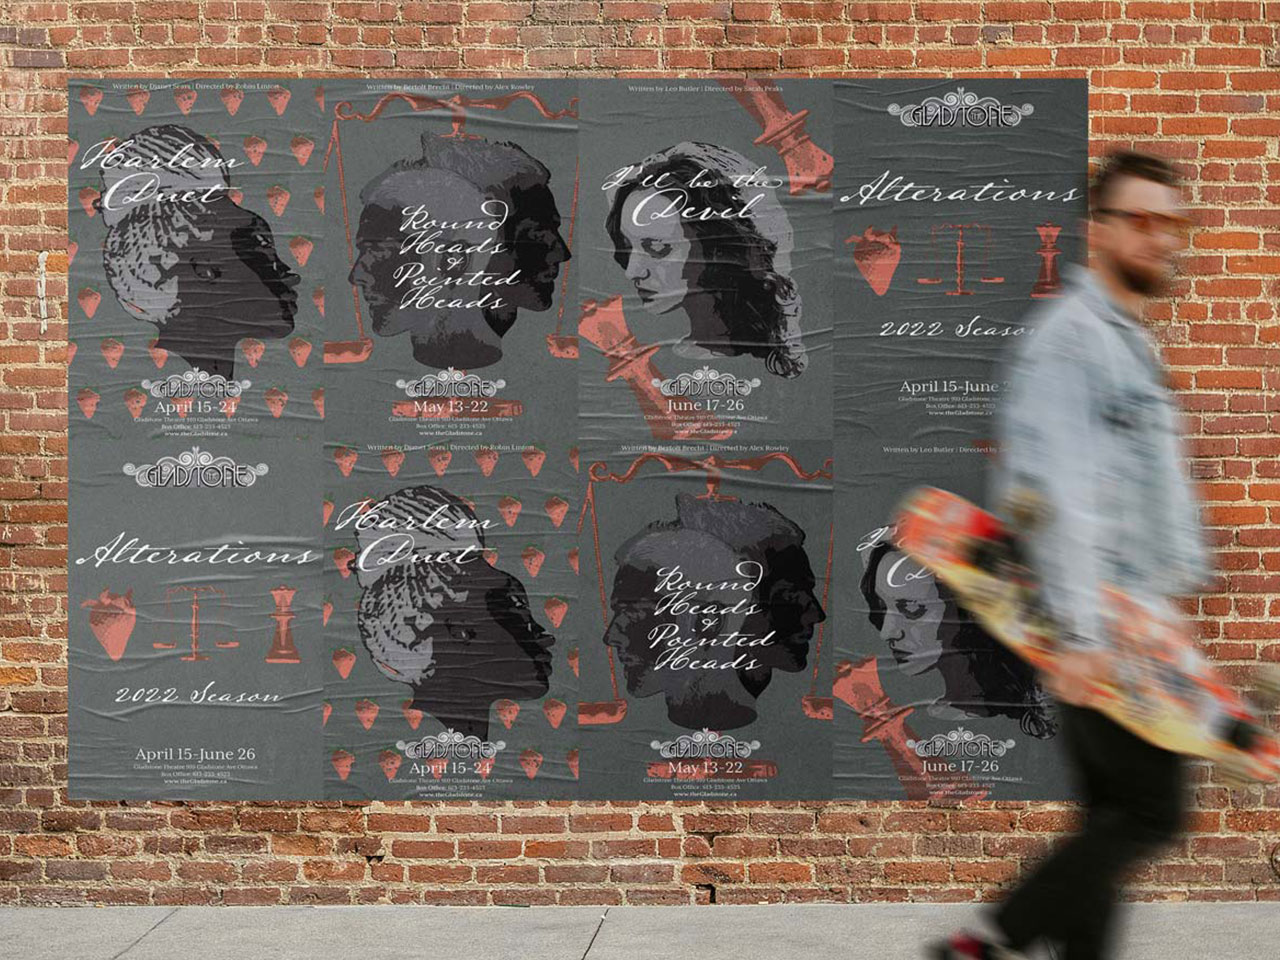 Written by Djanet Sears | Directed by Robin Linton
Harlem
Duet
GLADSTONE
April 15-24
Gladstone Theatre 910 Gladstone Ave Ottawa
Box Office: 613-233-4523
www.theGladstone.ca
Written by Bertolt Brecht | Directed by Alex Rowley
Round
Heads
&
Pointed
Heads
GLADSTONE
May 13-22
Gladstone Theatre 910 Gladstone Ave Ottawa
Box Office: 613-233-4523
www.theGladstone.ca
Written by Leo Butler | Directed by Sarah Peaks
I'll be the
Devil
GLADSTONE
June 17-26
Gladstone Theatre 910 Gladstone Ave Ottawa
Box Office: 613-233-4523
www.theGladstone.ca
THE
GLADSTONE
Alterations
2022 Season
April 15-June 2
Gladstone Theatre 910 Gladstone
Box Office: 613-233-4523
www.theGladstone.ca
THE
GLADSTONE
Alterations
2022 Season
April 15-June 26
Gladstone Theatre 910 Gladstone Ave Ottawa
Box Office: 613-233-4523
www.theGladstone.ca
Written by Djanet Sears | Directed by Robin Linton
Harlem
Duet
GLADSTONE
April 15-24
Gladstone Theatre 910 Gladstone Ave Ottawa
Box Office: 613-233-4523
www.theGladstone.ca
Written by Bertolt Brecht | Directed by Alex Rowley
Round
Heads
&
Pointed
Heads
GLADSTONE
May 13-22
Gladstone Theatre 910 Gladstone Ave Ottawa
Box Office: 613-233-4523
www.theGladstone.ca
Written by Leo Butler | Directed by
GLADSTONE
June 17-26
Gladstone Theatre 910 Gladstone Ave Ottawa
Box Office: 613-233-4523
www.theGladstone.ca